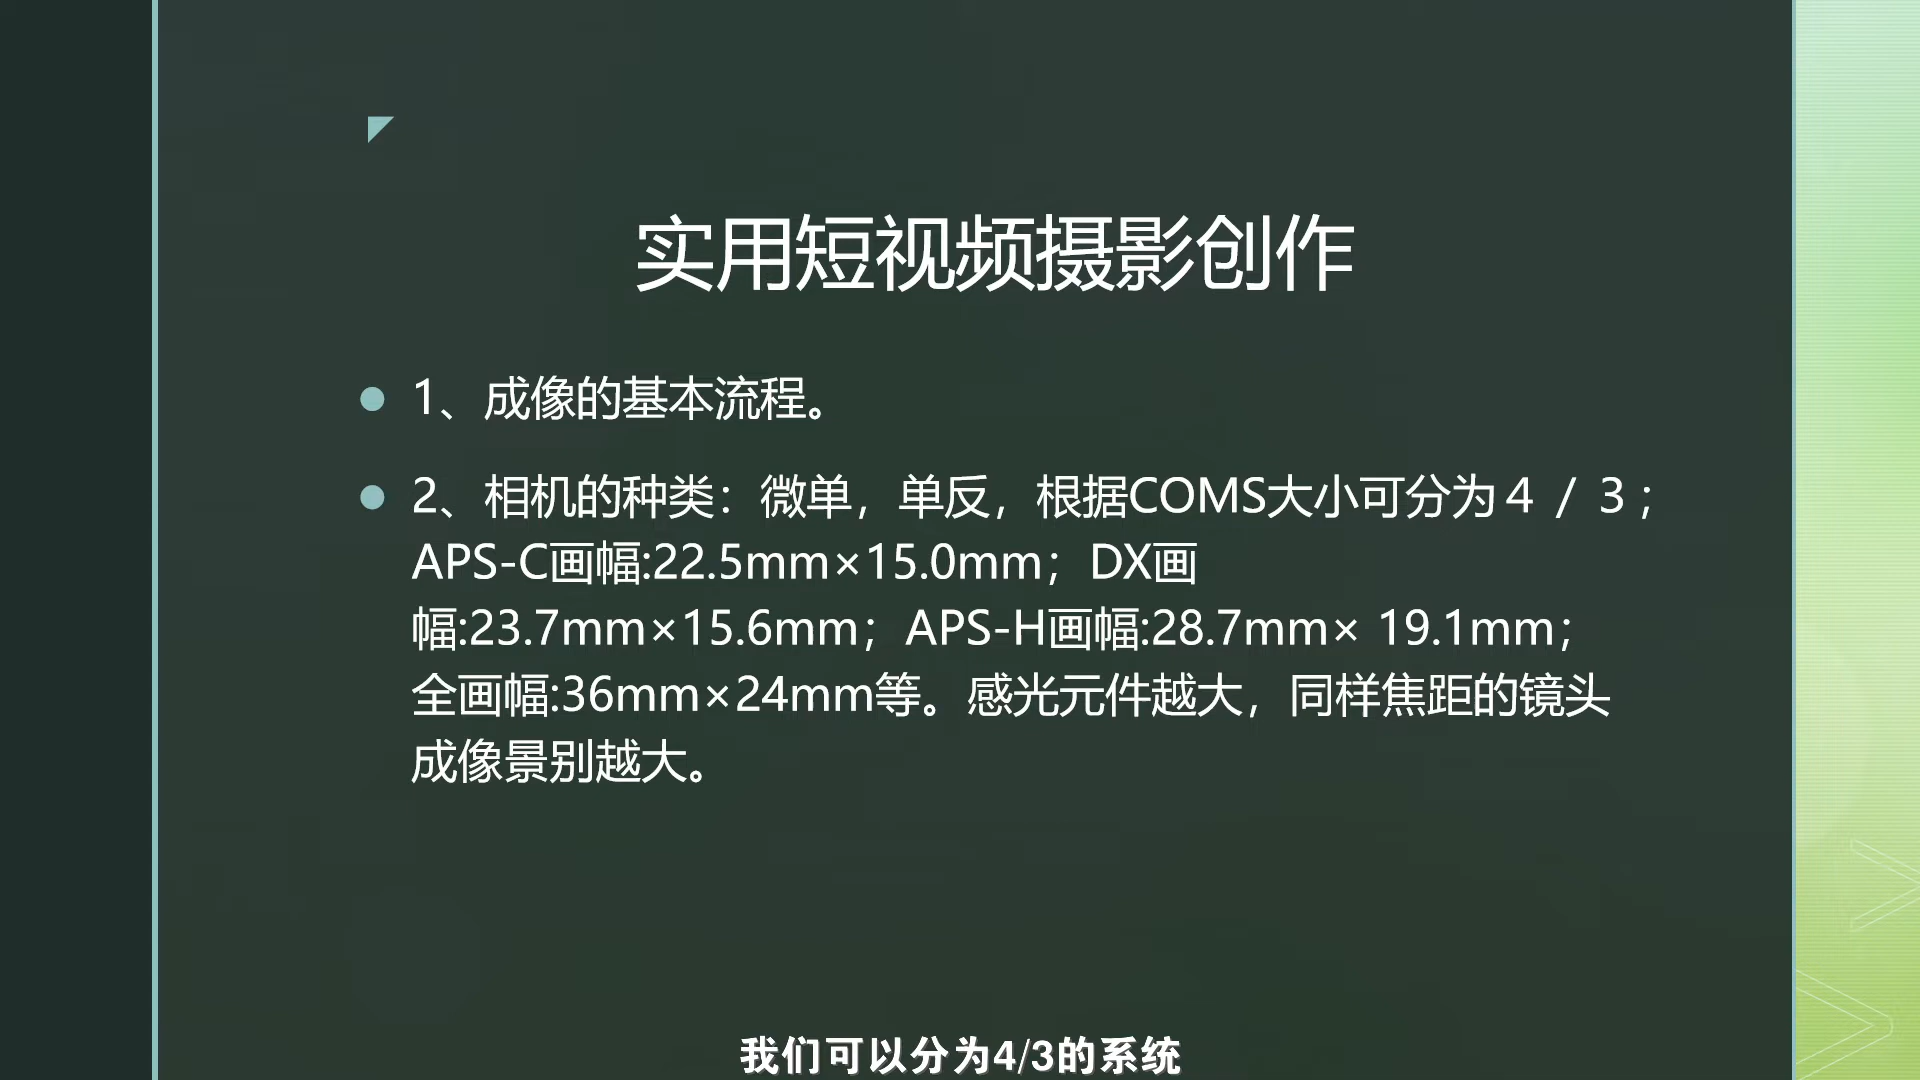 实用短视频摄影创作
1、成像的基本流程。
2、相机的种类：微单，单反，根据COMS大小可分为４／３；
APS-C画幅:22.5mm×15.0mm；DX画
幅:23.7mm×15.6mm；APS-H画幅:28.7mm× 19.1mm；
全画幅:36mm×24mm等。感光元件越大，同样焦距的镜头
成像景别越大。
我们可以分为4/3的系统